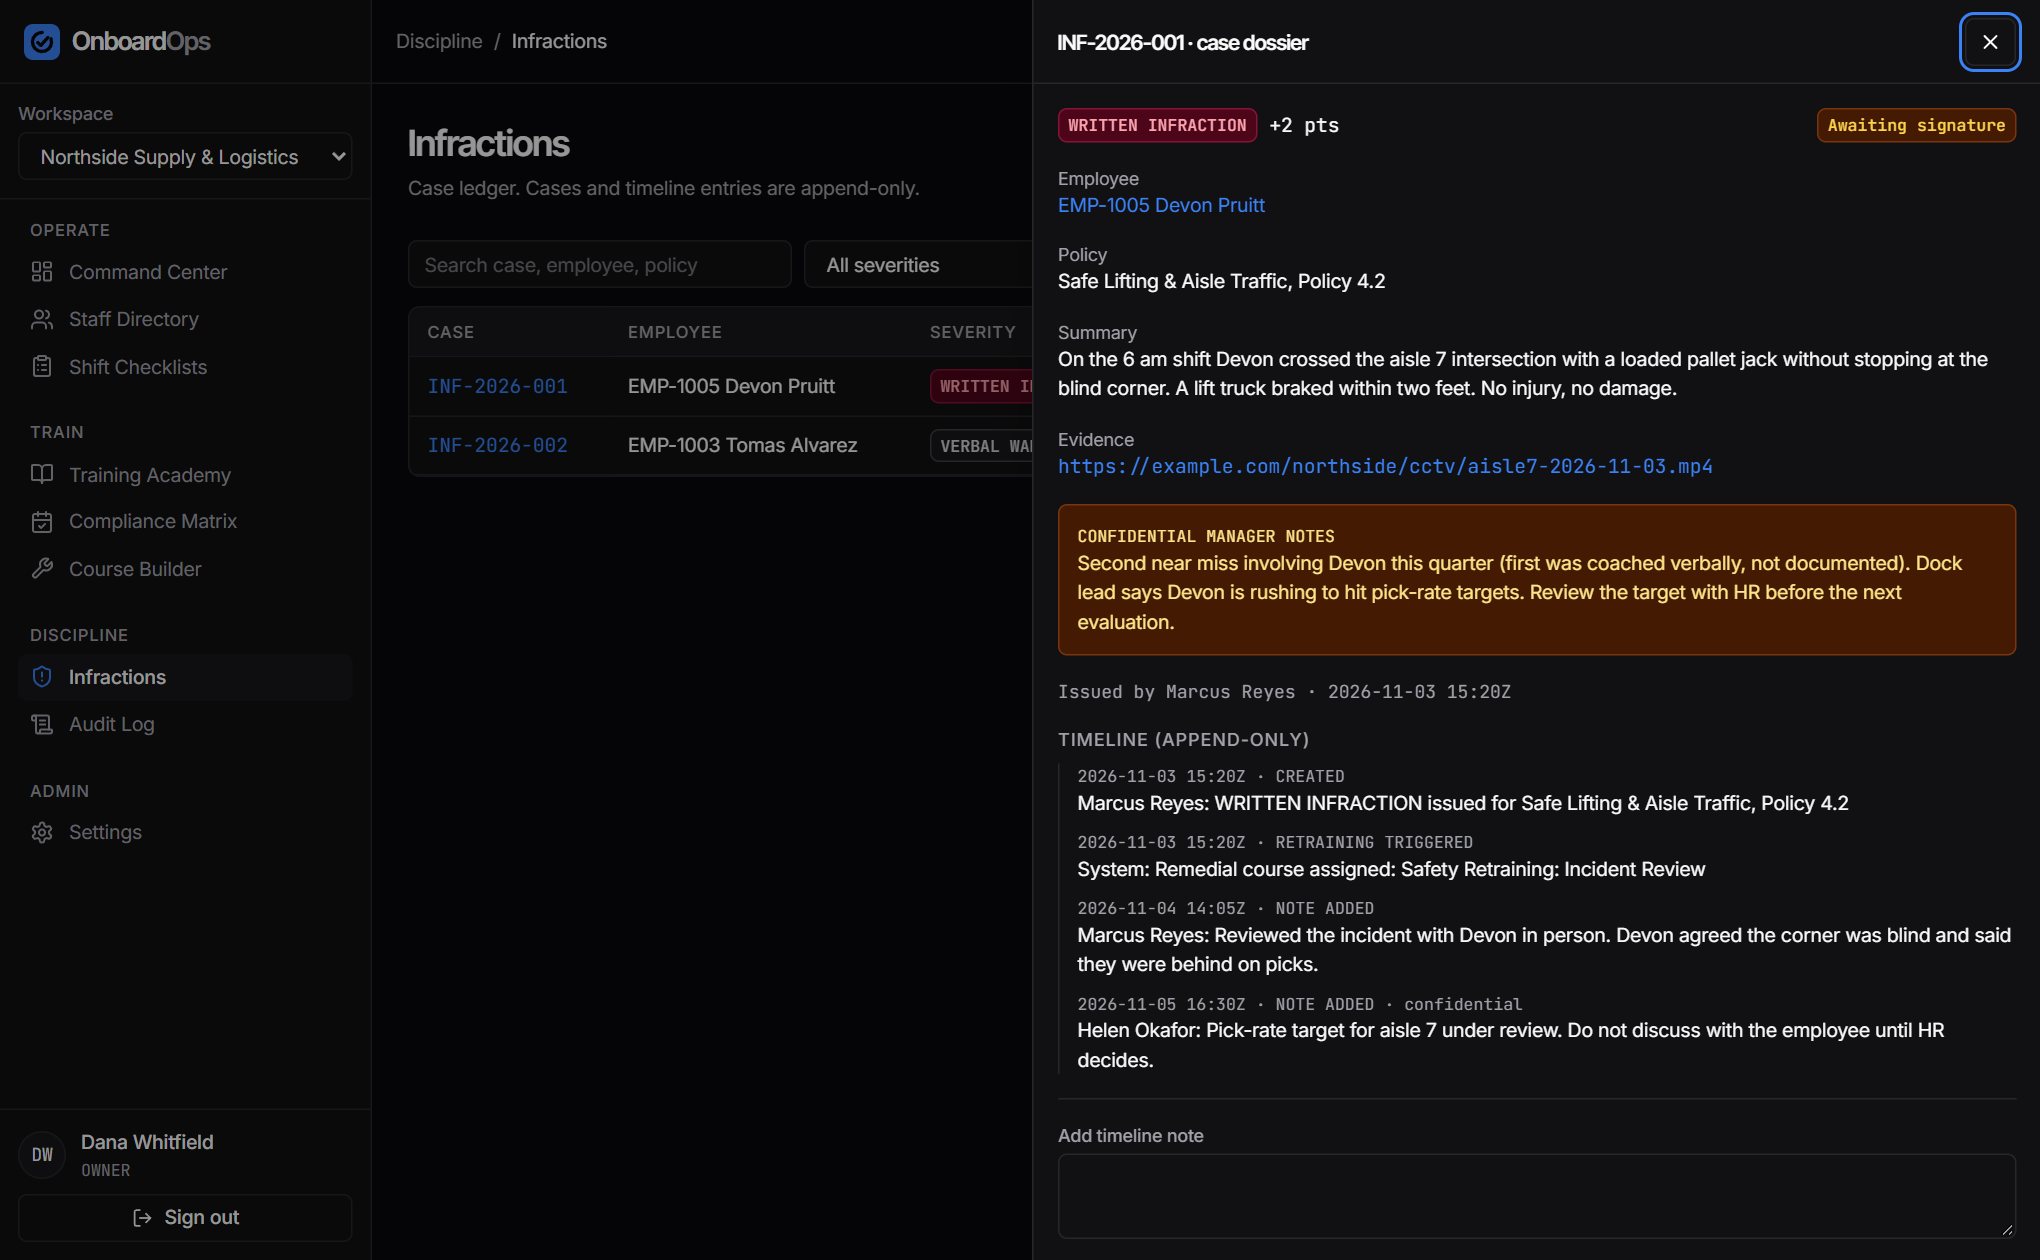 OnboardOps
Workspace
Northside Supply & Logistics
OPERATE
Command Center
Staff Directory
Shift Checklists
TRAIN
Training Academy
Compliance Matrix
Course Builder
DISCIPLINE
Infractions
Audit Log
ADMIN
Settings
DW
Dana Whitfield
OWNER
Sign out
Discipline / Infractions
Infractions
Case ledger. Cases and timeline entries are append-only.
Search case, employee, policy
All severities
CASE EMPLOYEE SEVERITY
INF-2026-001 EMP-1005 Devon Pruitt WRITTEN
INF-2026-002 EMP-1003 Tomas Alvarez VERBAL
INF-2026-001 · case dossier
WRITTEN INFRACTION +2 pts Awaiting signature
Employee
EMP-1005 Devon Pruitt
Policy
Safe Lifting & Aisle Traffic, Policy 4.2
Summary
On the 6 am shift Devon crossed the aisle 7 intersection with a loaded pallet jack without stopping at the
blind corner. A lift truck braked within two feet. No injury, no damage.
Evidence
https://example.com/northside/cctv/aisle7-2026-11-03.mp4
CONFIDENTIAL MANAGER NOTES
Second near miss involving Devon this quarter (first was coached verbally, not documented). Dock
lead says Devon is rushing to hit pick-rate targets. Review the target with HR before the next
evaluation.
Issued by Marcus Reyes · 2026-11-03 15:20Z
TIMELINE (APPEND-ONLY)
2026-11-03 15:20Z · CREATED
Marcus Reyes: WRITTEN INFRACTION issued for Safe Lifting & Aisle Traffic, Policy 4.2
2026-11-03 15:20Z · RETRAINING TRIGGERED
System: Remedial course assigned: Safety Retraining: Incident Review
2026-11-04 14:05Z · NOTE ADDED
Marcus Reyes: Reviewed the incident with Devon in person. Devon agreed the corner was blind and said
they were behind on picks.
2026-11-05 16:30Z · NOTE ADDED · confidential
Helen Okafor: Pick-rate target for aisle 7 under review. Do not discuss with the employee until HR
decides.
Add timeline note